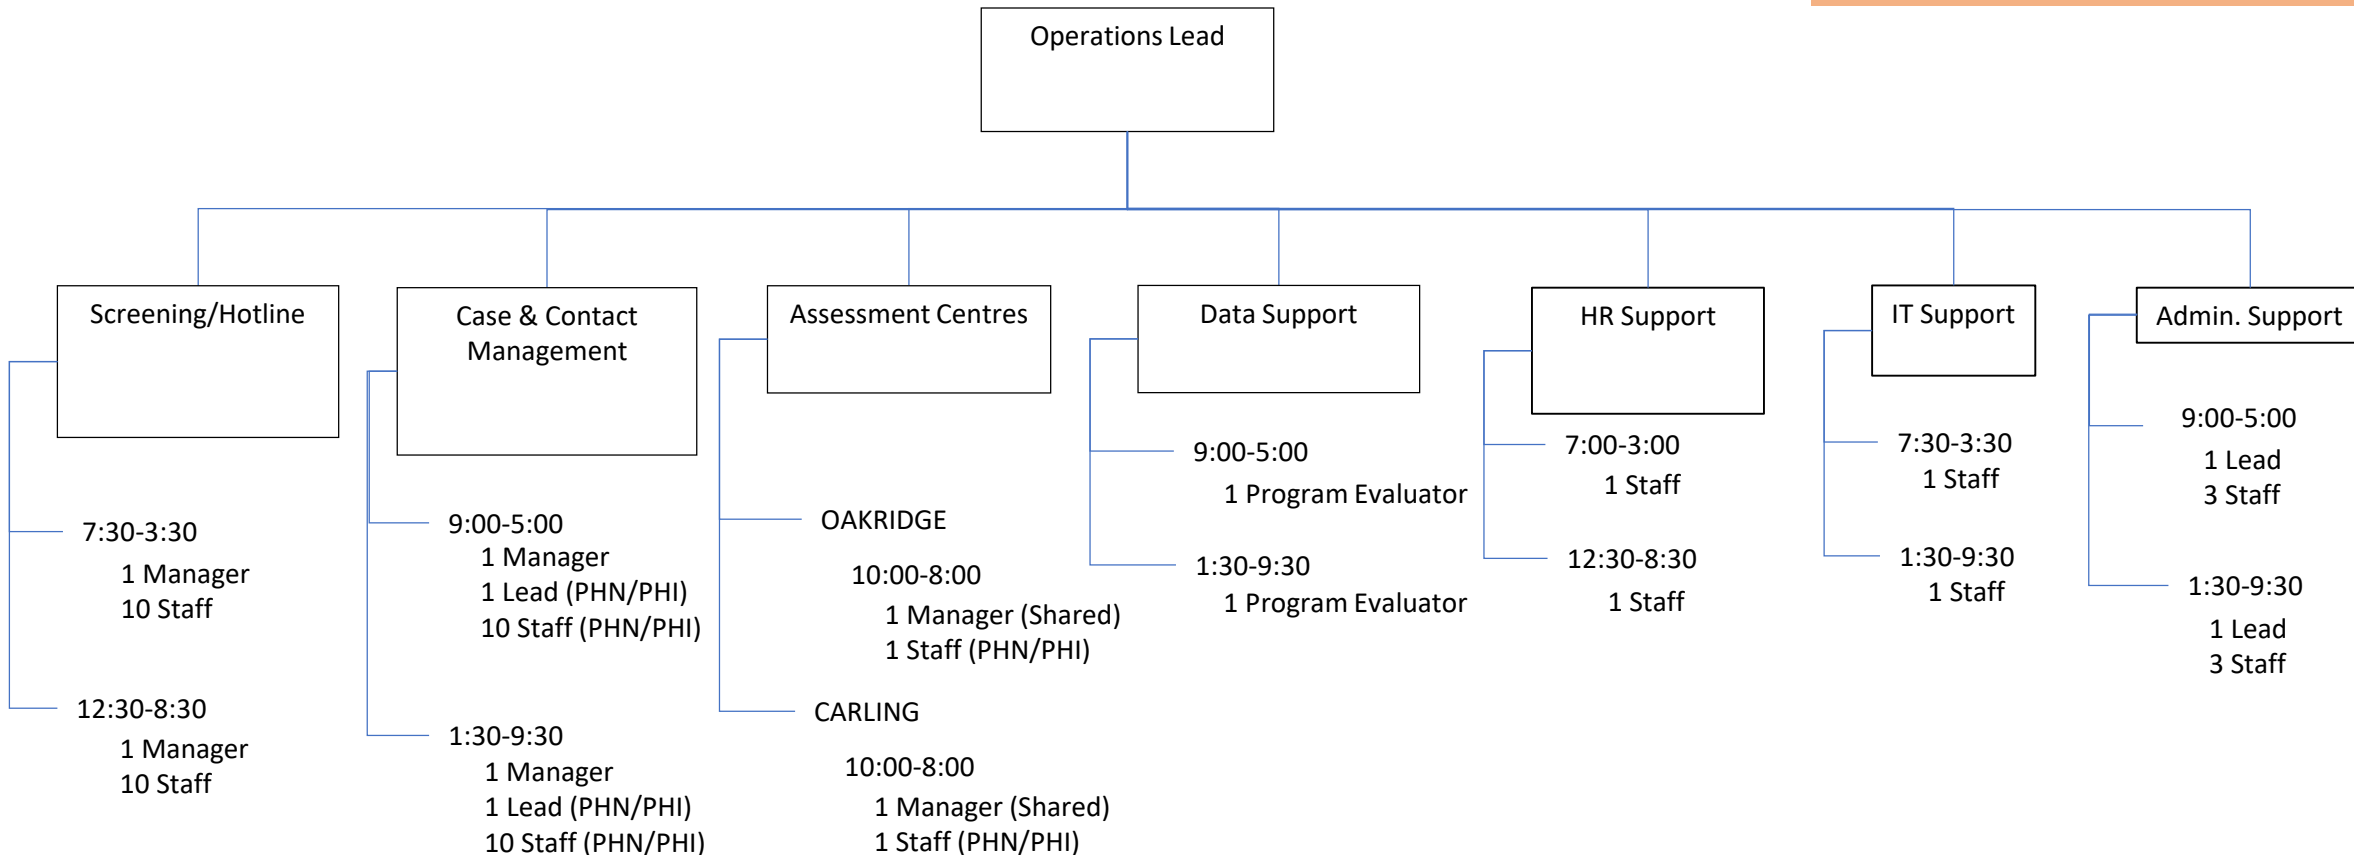 Operations Lead
Screening/Hotline
7:30-3:30
1 Manager
10 Staff
12:30-8:30
1 Manager
10 Staff
Case & Contact
Management
9:00-5:00
1 Manager
1 Lead (PHN/PHI)
10 Staff (PHN/PHI)
1:30-9:30
1 Manager
1 Lead (PHN/PHI)
10 Staff (PHN/PHI)
Assessment Centres
OAKRIDGE
10:00-8:00
1 Manager (Shared)
1 Staff (PHN/PHI)
CARLING
10:00-8:00
1 Manager (Shared)
1 Staff (PHN/PHI)
Data Support
9:00-5:00
1 Program Evaluator
1:30-9:30
1 Program Evaluator
HR Support
7:00-3:00
1 Staff
12:30-8:30
1 Staff
IT Support
7:30-3:30
1 Staff
1:30-9:30
1 Staff
Admin. Support
9:00-5:00
1 Lead
3 Staff
1:30-9:30
1 Lead
3 Staff